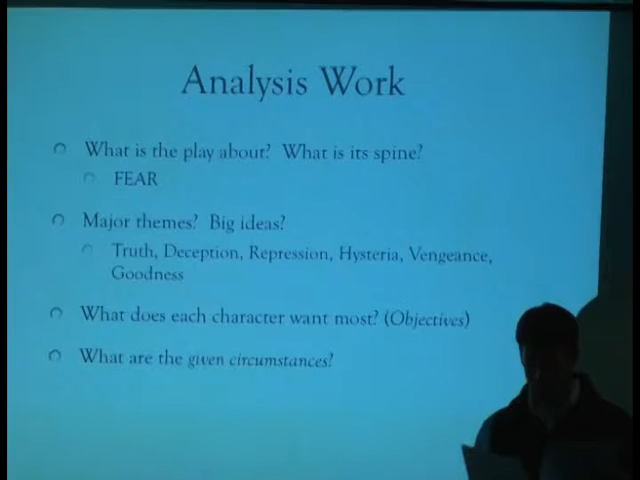 Analysis Work
What is the play about? What is its spine?
FEAR
Major themes? Big ideas?
Truth, Deception, Repression, Hysteria, Vengeance,
Goodness
What does each character want most? (Objectives)
What are the given circumstances?